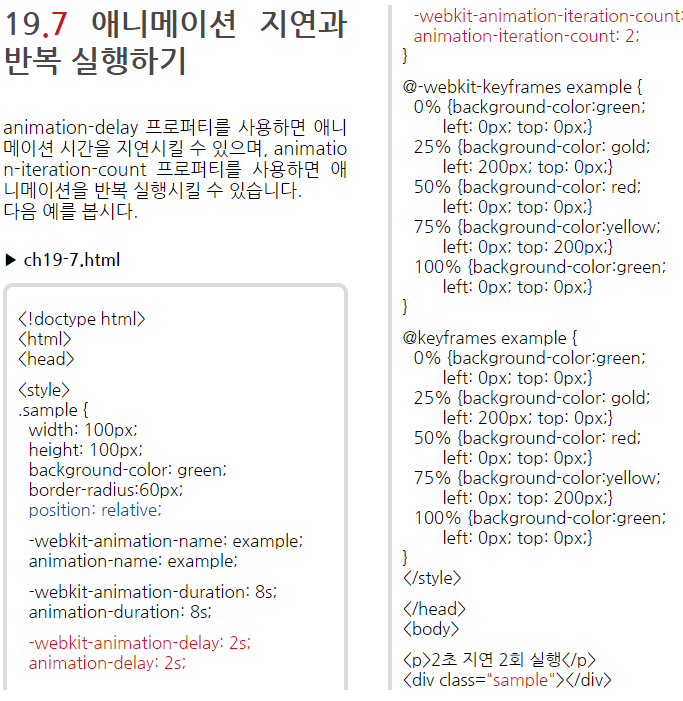 19.7 애니메이션 지연과
반복 실행하기
animation-delay 프로퍼티를 사용하면 애니
메이션 시간을 지연시킬 수 있으며, animatio
n-iteration-count 프로퍼티를 사용하면 애
니메이션을 반복 실행시킬 수 있습니다.
다음 예를 봅시다.
▶ ch19-7.html
<!doctype html>
<html>
<head>
<style>
.sample {
width: 100px;
height: 100px;
background-color: green;
border-radius:60px;
position: relative;
-webkit-animation-name: example;
animation-name: example;
-webkit-animation-duration: 8s;
animation-duration: 8s;
-webkit-animation-delay: 2s;
animation-delay: 2s;
-webkit-animation-iteration-count:
animation-iteration-count: 2;
}
@-webkit-keyframes example {
0% {background-color:green;
left: 0px; top: 0px;}
25% {background-color: gold;
left: 200px; top: 0px;}
50% {background-color: red;
left: 0px; top: 0px;}
75% {background-color:yellow;
left: 0px; top: 200px;}
100% {background-color:green;
left: 0px; top: 0px;}
}
@keyframes example {
0% {background-color:green;
left: 0px; top: 0px;}
25% {background-color: gold;
left: 200px; top: 0px;}
50% {background-color: red;
left: 0px; top: 0px;}
75% {background-color:yellow;
left: 0px; top: 200px;}
100% {background-color:green;
left: 0px; top: 0px;}
}
</style>
</head>
<body>
<p>2초 지연 2회 실행</p>
<div class="sample"></div>